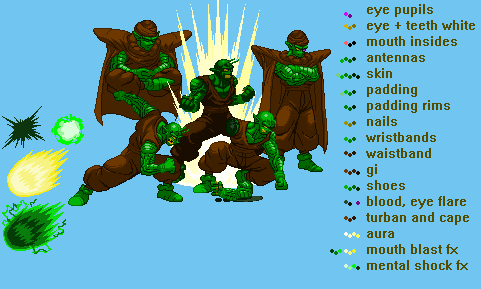 eye pupils
eye + teeth white
mouth insides
antennas
skin
padding
padding rims
nails
wristbands
waistband
gi
shoes
blood, eye flare
turban and cape
aura
mouth blast fx
mental shock fx